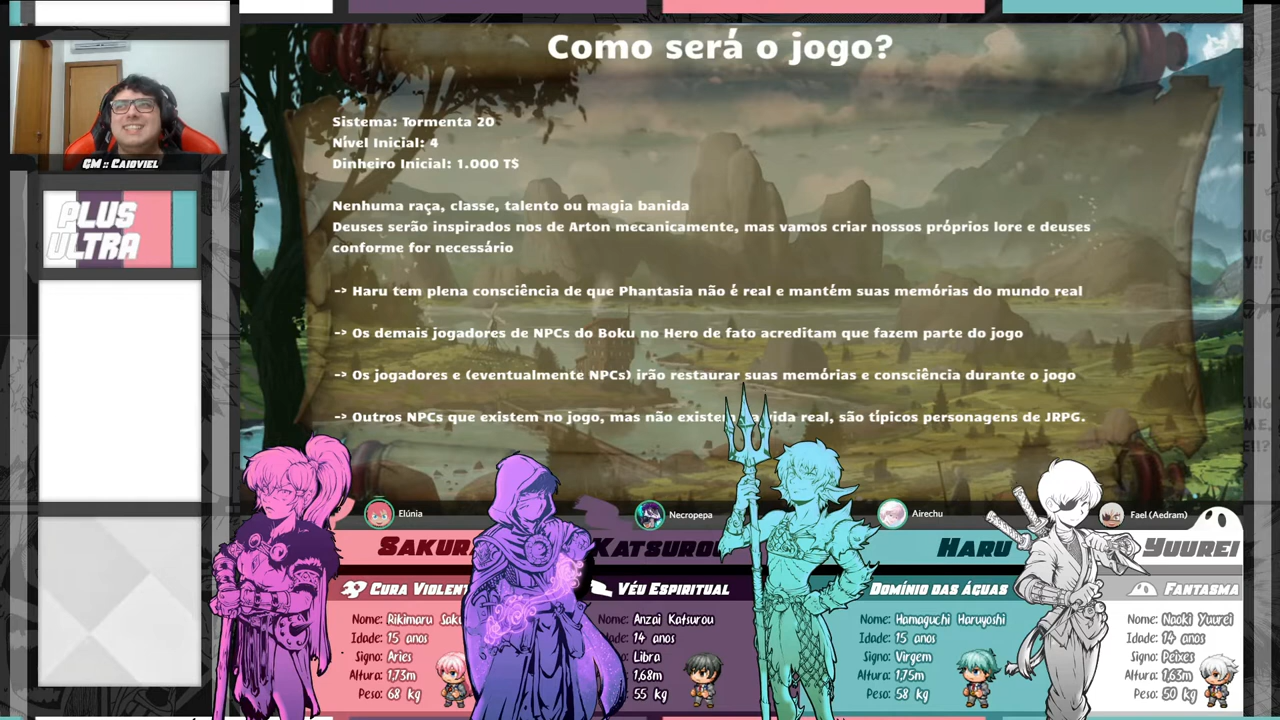 Como será o jogo?
Sistema: Tormenta 20
Nível Inicial: 4
Dinheiro Inicial: 1.000 T$
Nenhuma raça, classe, talento ou magia banida
Deuses serão inspirados nos de Arton mecanicamente, mas vamos criar nossos próprios lore e deuses
conforme for necessário
-> Haru tem plena consciência de que Phantasia não é real e mantém suas memórias do mundo real
-> Os demais jogadores de NPCs do Boku no Hero de fato acreditam que fazem parte do jogo
-> Os jogadores e (eventualmente NPCs) irão restaurar suas memórias e consciência durante o jogo
-> Outros NPCs que existem no jogo, mas não existem vida real, são típicos personagens de JRPG.
GM :: Caioviel
PLUS
ULTRA
Elúnia
Sakur
Cura Violen
Nome: Rikimaru Saku
Idade: 15 anos
Signo: Aries
Altura: 1,73m
Peso: 68 kg
Necropepa
Katsurou
Véu Espiritual
Nome: Anzai Katsurou
Idade: 14 anos
Libra
1,68m
55 kg
Airechu
Haru
Domínio das Águas
Nome: Hamaguchi Haruyoshi
Idade: 15 anos
Signo: Virgem
Altura: 1,75m
Peso: 58 kg
Fael (Aedram)
Yuurei
Fantasma
Nome: Naoki Yuurei
Idade: 14 anos
Signo: Peixes
Altura: 1,63m
Peso: 50 kg